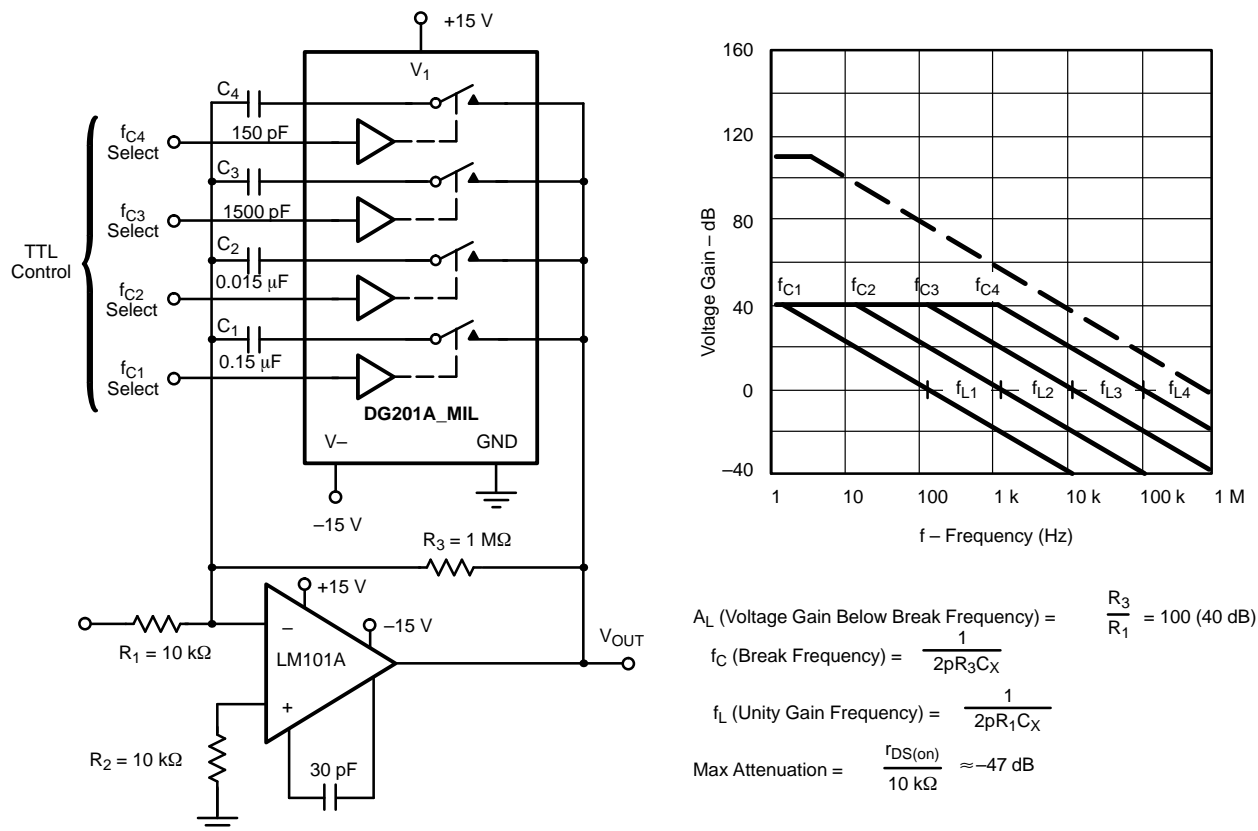 +15 V
V1
C4
150 pF
fC4
Select
C3
1500 pF
fC3
Select
C2
0.015 μF
fC2
Select
C1
0.15 μF
fC1
Select
TTL
Control
DG201A_MIL
V–
GND
–15 V
R3 = 1 MΩ
+15 V
–15 V
R1 = 10 kΩ
–
LM101A
+
VOUT
R2 = 10 kΩ
30 pF
Voltage Gain – dB
160
120
80
40
0
–40
fC1 fC2 fC3 fC4
fL1 fL2 fL3 fL4
1 10 100 1 k 10 k 100 k 1 M
f – Frequency (Hz)
AL (Voltage Gain Below Break Frequency) = R3 / R1 = 100 (40 dB)
fC (Break Frequency) = 1 / 2pR3CX
fL (Unity Gain Frequency) = 1 / 2pR1CX
Max Attenuation = rDS(on) / 10 kΩ ≈–47 dB